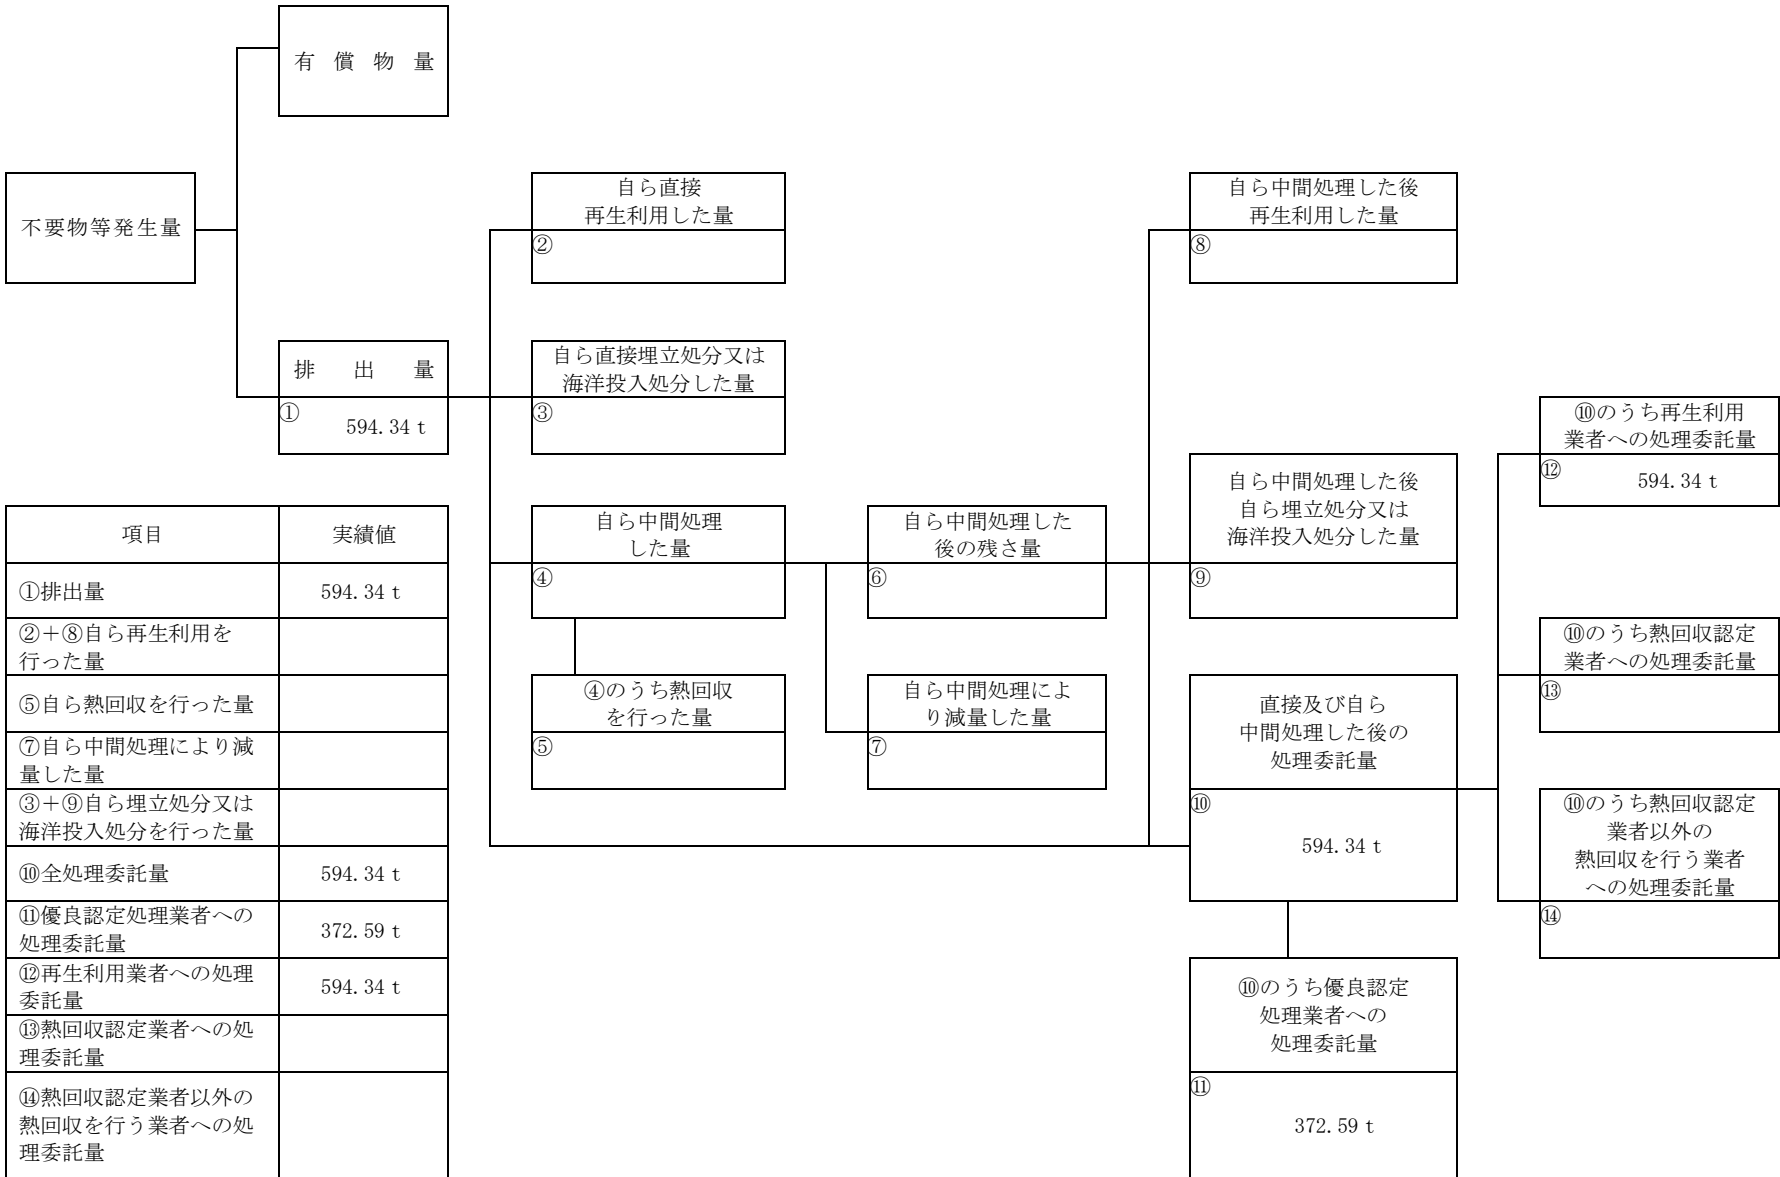 有償物量
不要物等発生量
排出量
①
594.34 t
自ら直接
再生利用した量
②
自ら直接埋立処分又は
海洋投入処分した量
③
自ら中間処理
した量
④
④のうち熱回収
を行った量
⑤
自ら中間処理した
後の残さ量
⑥
自ら中間処理によ
り減量した量
⑦
自ら中間処理した後
再生利用した量
⑧
自ら中間処理した後
自ら埋立処分又は
海洋投入処分した量
⑨
直接及び自ら
中間処理した後の
処理委託量
⑩
594.34 t
⑩のうち優良認定
処理業者への
処理委託量
⑪
372.59 t
⑩のうち再生利用
業者への処理委託量
⑫
594.34 t
⑩のうち熱回収認定
業者への処理委託量
⑬
⑩のうち熱回収認定
業者以外の
熱回収を行う業者
への処理委託量
⑭
項目 実績値
①排出量 594.34 t
②+⑧自ら再生利用を
行った量
⑤自ら熱回収を行った量
⑦自ら中間処理により減
量した量
③+⑨自ら埋立処分又は
海洋投入処分を行った量
⑩全処理委託量 594.34 t
⑪優良認定処理業者への
処理委託量 372.59 t
⑫再生利用業者への処理
委託量 594.34 t
⑬熱回収認定業者への処
理委託量
⑭熱回収認定業者以外の
熱回収を行う業者への処
理委託量